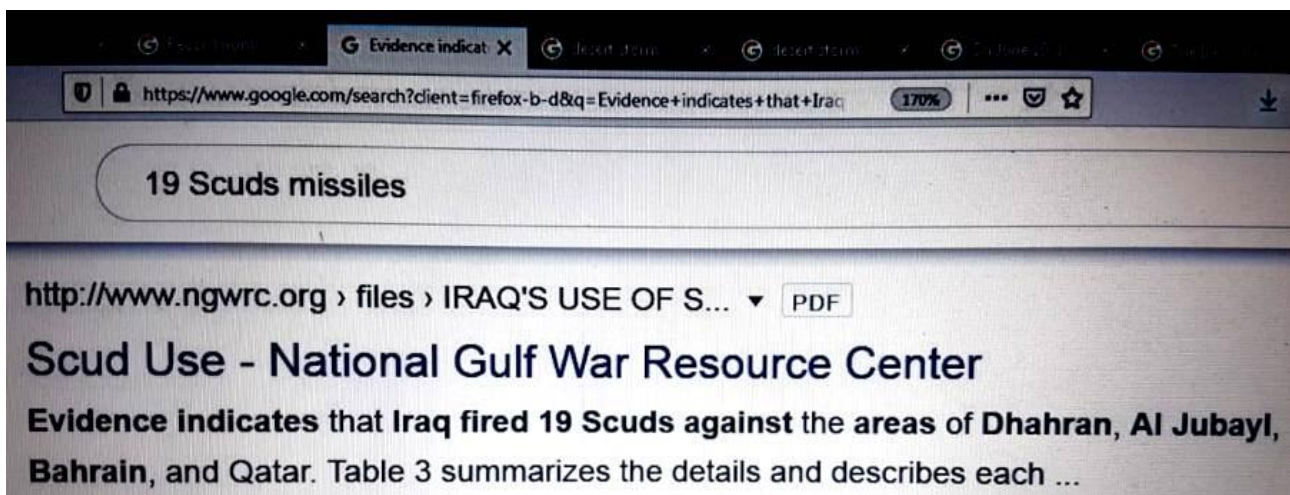 Evidence indicat
https://www.google.com/search?client=firefox-b-d&q=Evidence+indicates+that+Iraq
170%
19 Scuds missiles
http://www.ngwrc.org › files › IRAQ'S USE OF S... PDF
Scud Use - National Gulf War Resource Center
Evidence indicates that Iraq fired 19 Scuds against the areas of Dhahran, Al Jubayl,
Bahrain, and Qatar. Table 3 summarizes the details and describes each ...